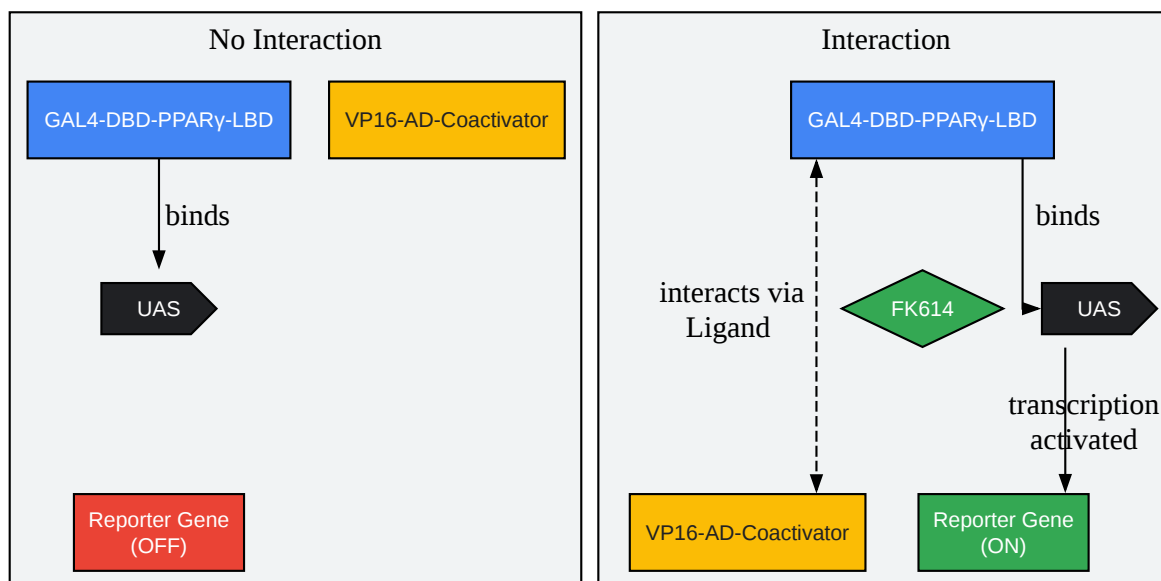 No Interaction
GAL4-DBD-PPARγ-LBD
VP16-AD-Coactivator
binds
UAS
Reporter Gene
(OFF)
Interaction
GAL4-DBD-PPARγ-LBD
binds
interacts via
Ligand
FK614
UAS
transcription
activated
VP16-AD-Coactivator
Reporter Gene
(ON)